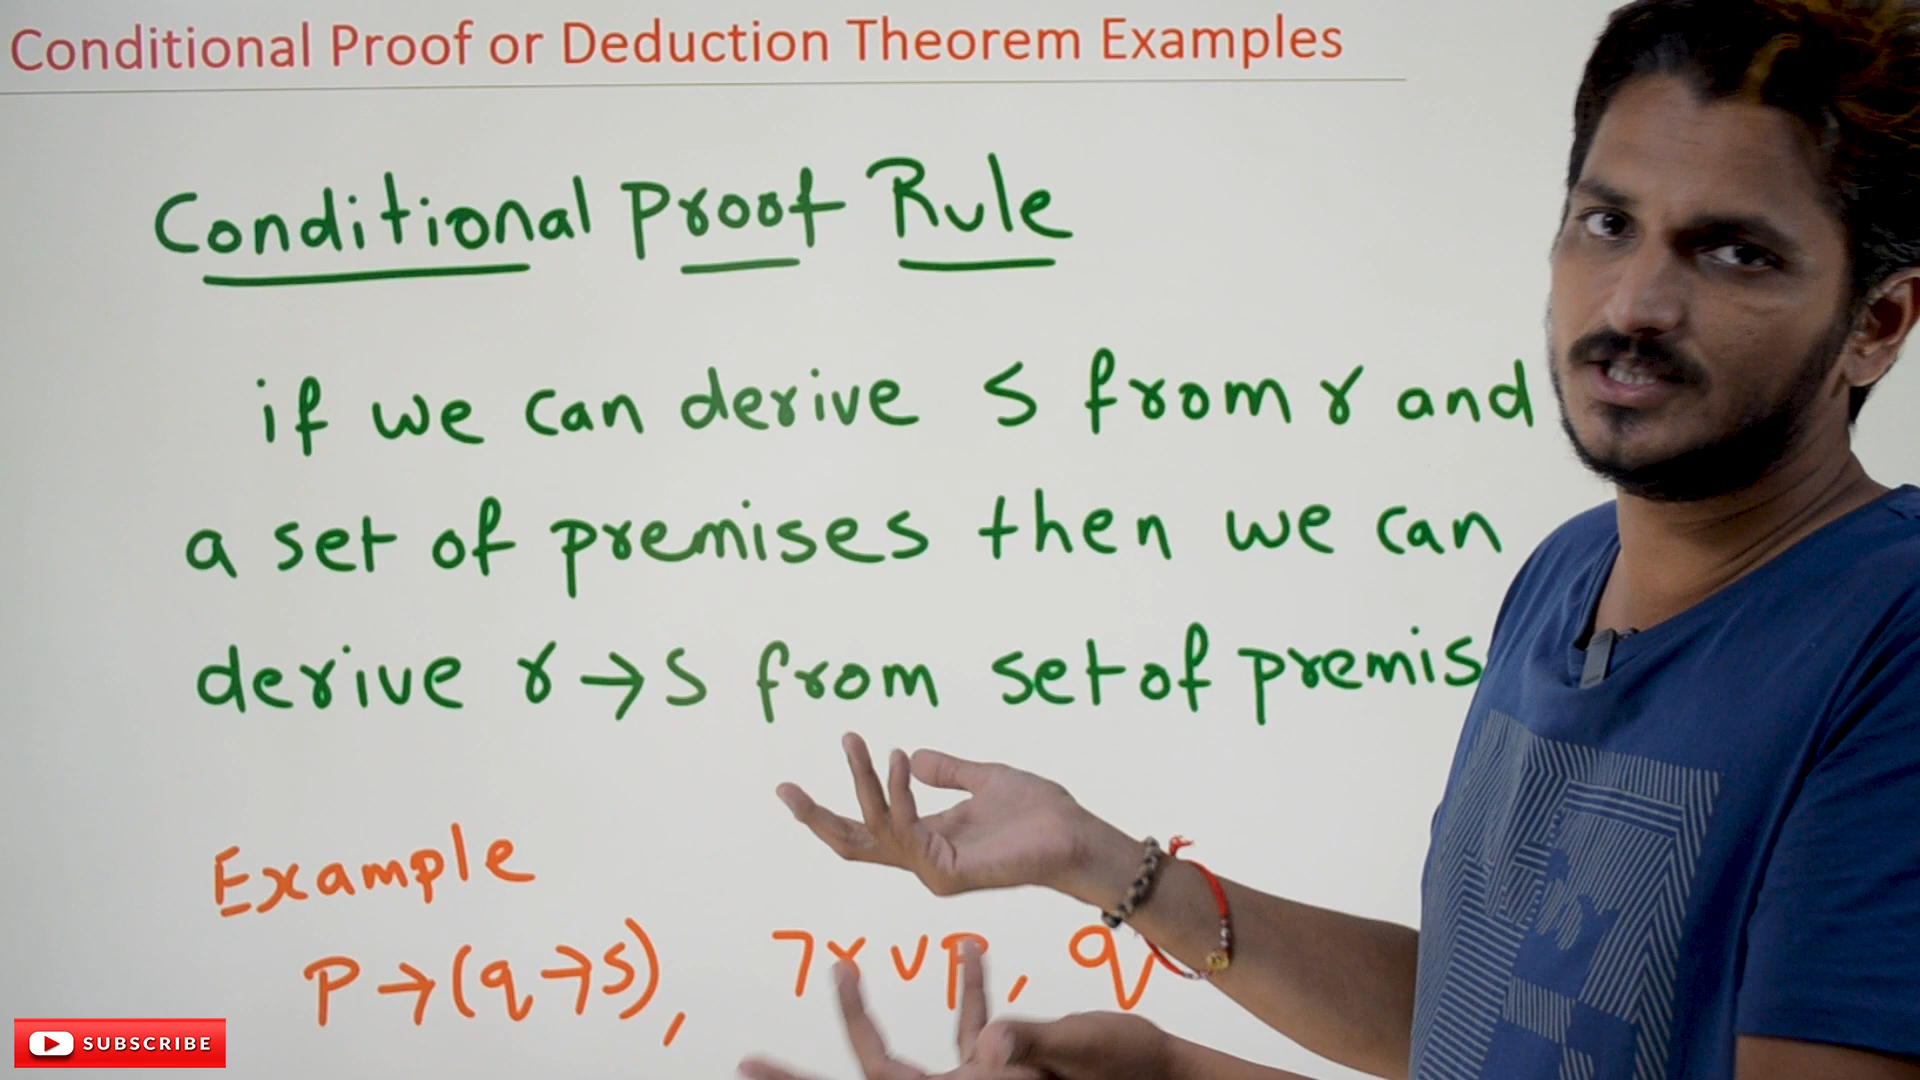 Conditional Proof or Deduction Theorem Examples
Conditional Proof Rule
if we can derive s from r and
a set of premises then we can
derive r→s from set of premis
Example
P→(q→s), ¬r∨p, q
SUBSCRIBE